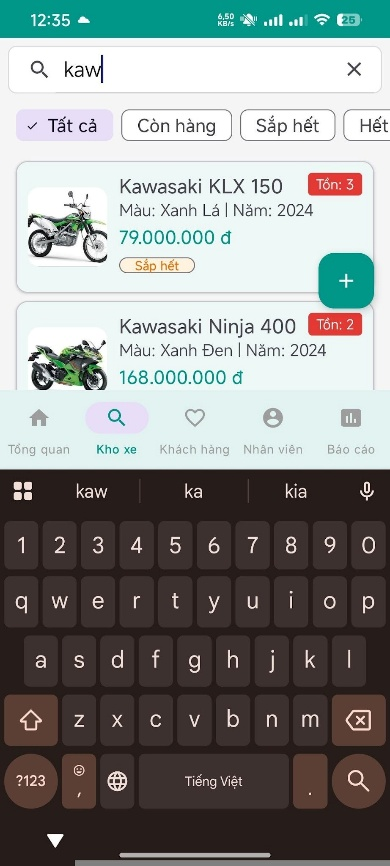 12:35
6,50 KB/s
25
kaw
Tất cả
Còn hàng
Sắp hết
Hết
Kawasaki KLX 150
Tồn: 3
Màu: Xanh Lá | Năm: 2024
79.000.000 đ
Sắp hết
+
Kawasaki Ninja 400
Tồn: 2
Màu: Xanh Đen | Năm: 2024
168.000.000 đ
Tổng quan
Kho xe
Khách hàng
Nhân viên
Báo cáo
kaw
ka
kia
1 2 3 4 5 6 7 8 9 0
q w e r t y u i o p
a s d f g h j k l
z x c v b n m
?123
,
Tiếng Việt
.